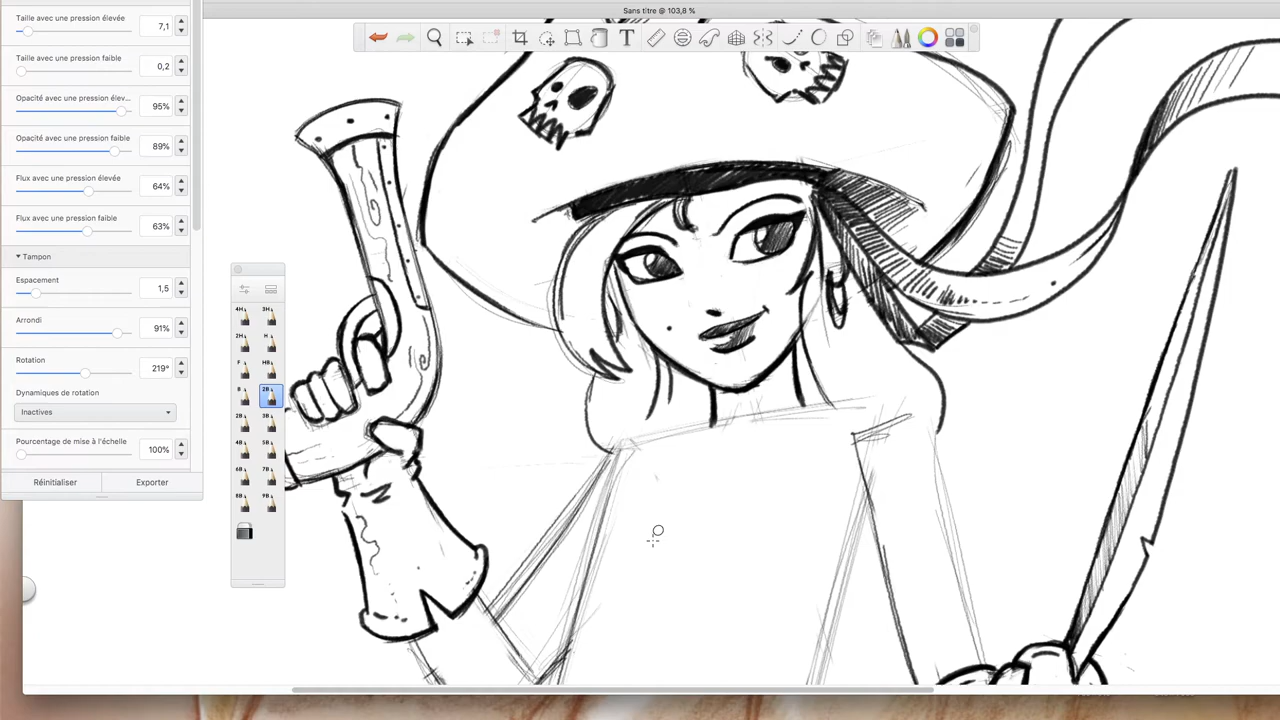 Sans titre @ 103,8 %
Taille avec une pression élevée
7,1
Taille avec une pression faible
0,2
Opacité avec une pression élev...
95%
Opacité avec une pression faible
89%
Flux avec une pression élevée
64%
Flux avec une pression faible
63%
Tampon
Espacement
1,5
Arrondi
91%
Rotation
219°
Dynamiques de rotation
Inactives
Pourcentage de mise à l'échelle
100%
Réinitialiser Exporter
4H 3H
2H H
F HB
B 2B
2B 3B
4B 5B
6B 7B
8B 9B
T